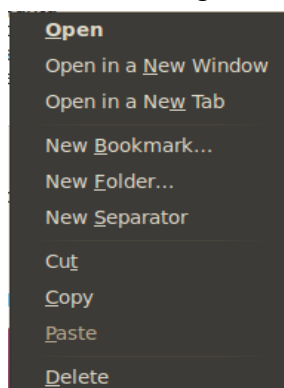 Open
Open in a New Window
Open in a New Tab
New Bookmark...
New Folder...
New Separator
Cut
Copy
Paste
Delete